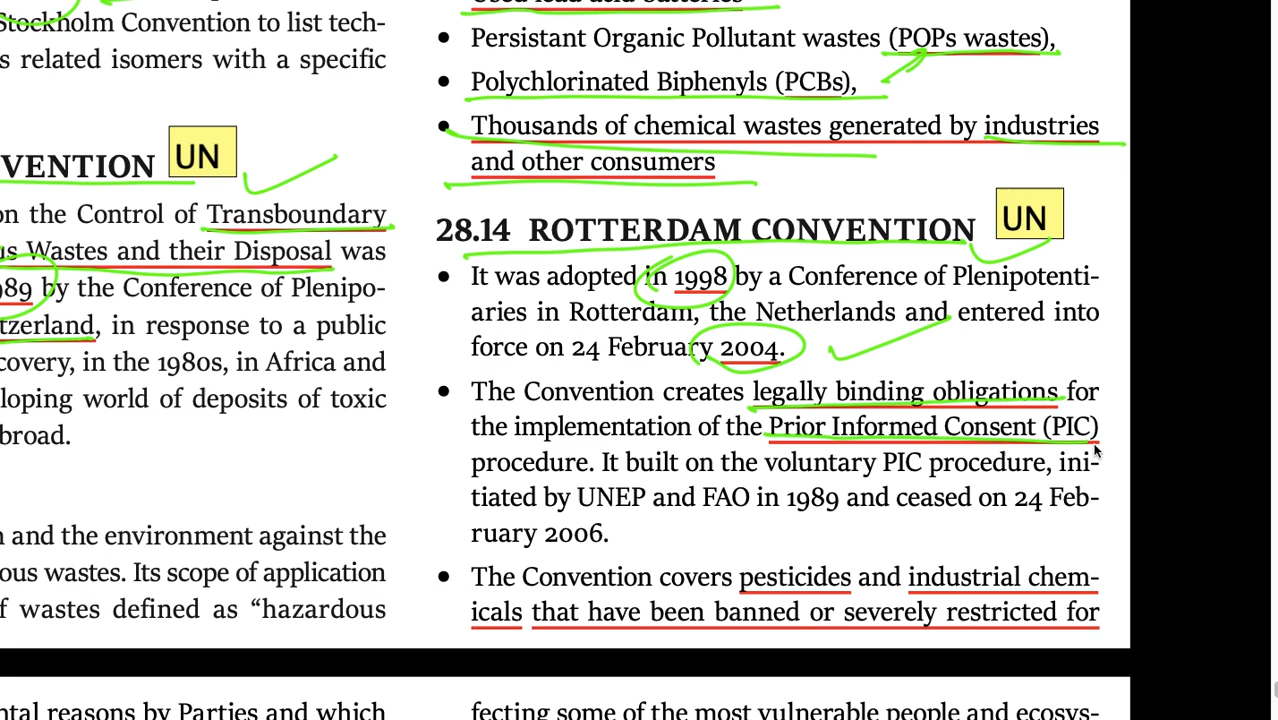 Stockholm Convention to list tech-
s related isomers with a specific
VENTION UN
on the Control of Transboundary
us Wastes and their Disposal was
989 by the Conference of Plenipo-
tzerland, in response to a public
covery, in the 1980s, in Africa and
loping world of deposits of toxic
broad.
n and the environment against the
ous wastes. Its scope of application
f wastes defined as “hazardous
Used lead acid batteries
• Persistant Organic Pollutant wastes (POPs wastes),
• Polychlorinated Biphenyls (PCBs),
• Thousands of chemical wastes generated by industries
and other consumers
28.14 ROTTERDAM CONVENTION UN
• It was adopted in 1998 by a Conference of Plenipotenti-
aries in Rotterdam, the Netherlands and entered into
force on 24 February 2004.
• The Convention creates legally binding obligations for
the implementation of the Prior Informed Consent (PIC)
procedure. It built on the voluntary PIC procedure, ini-
tiated by UNEP and FAO in 1989 and ceased on 24 Feb-
ruary 2006.
• The Convention covers pesticides and industrial chem-
icals that have been banned or severely restricted for
ntal reasons by Parties and which
fecting some of the most vulnerable people and ecosys-